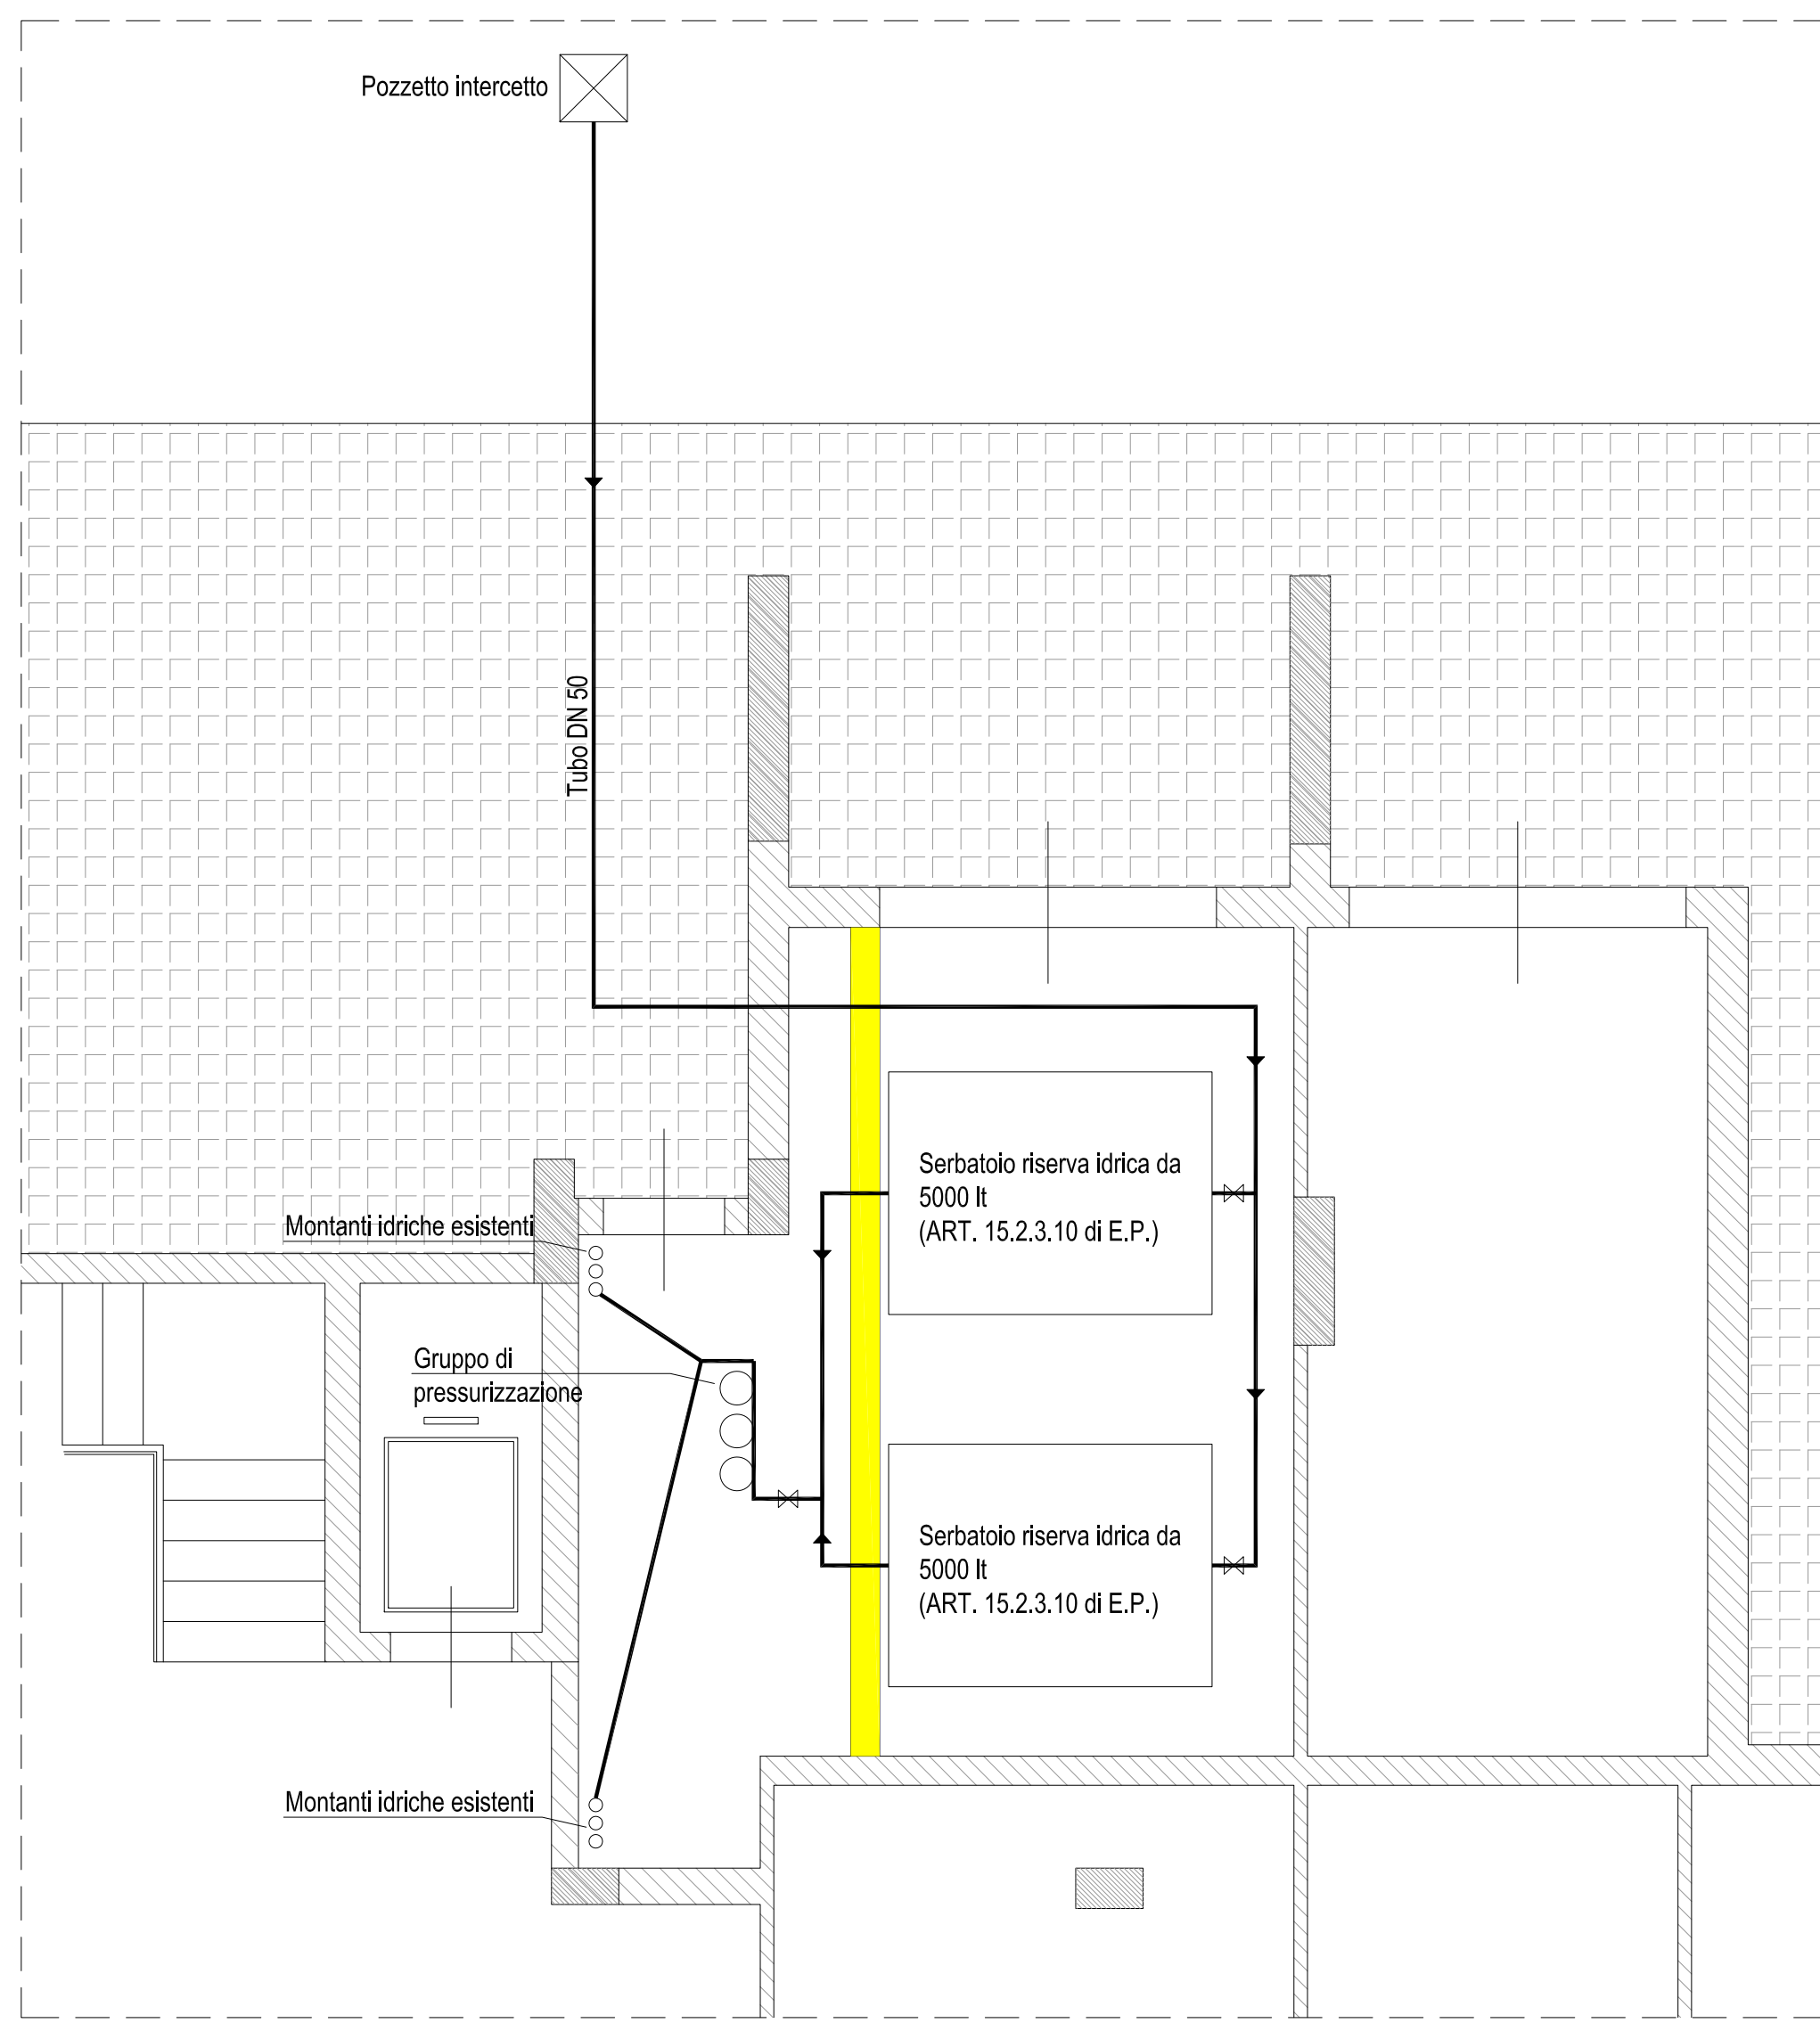 Pozzetto intercetto
Tubo DN 50
Serbatoio riserva idrica da
5000 lt
(ART. 15.2.3.10 di E.P.)
Montanti idriche esistenti
Gruppo di
pressurizzazione
Serbatoio riserva idrica da
5000 lt
(ART. 15.2.3.10 di E.P.)
Montanti idriche esistenti